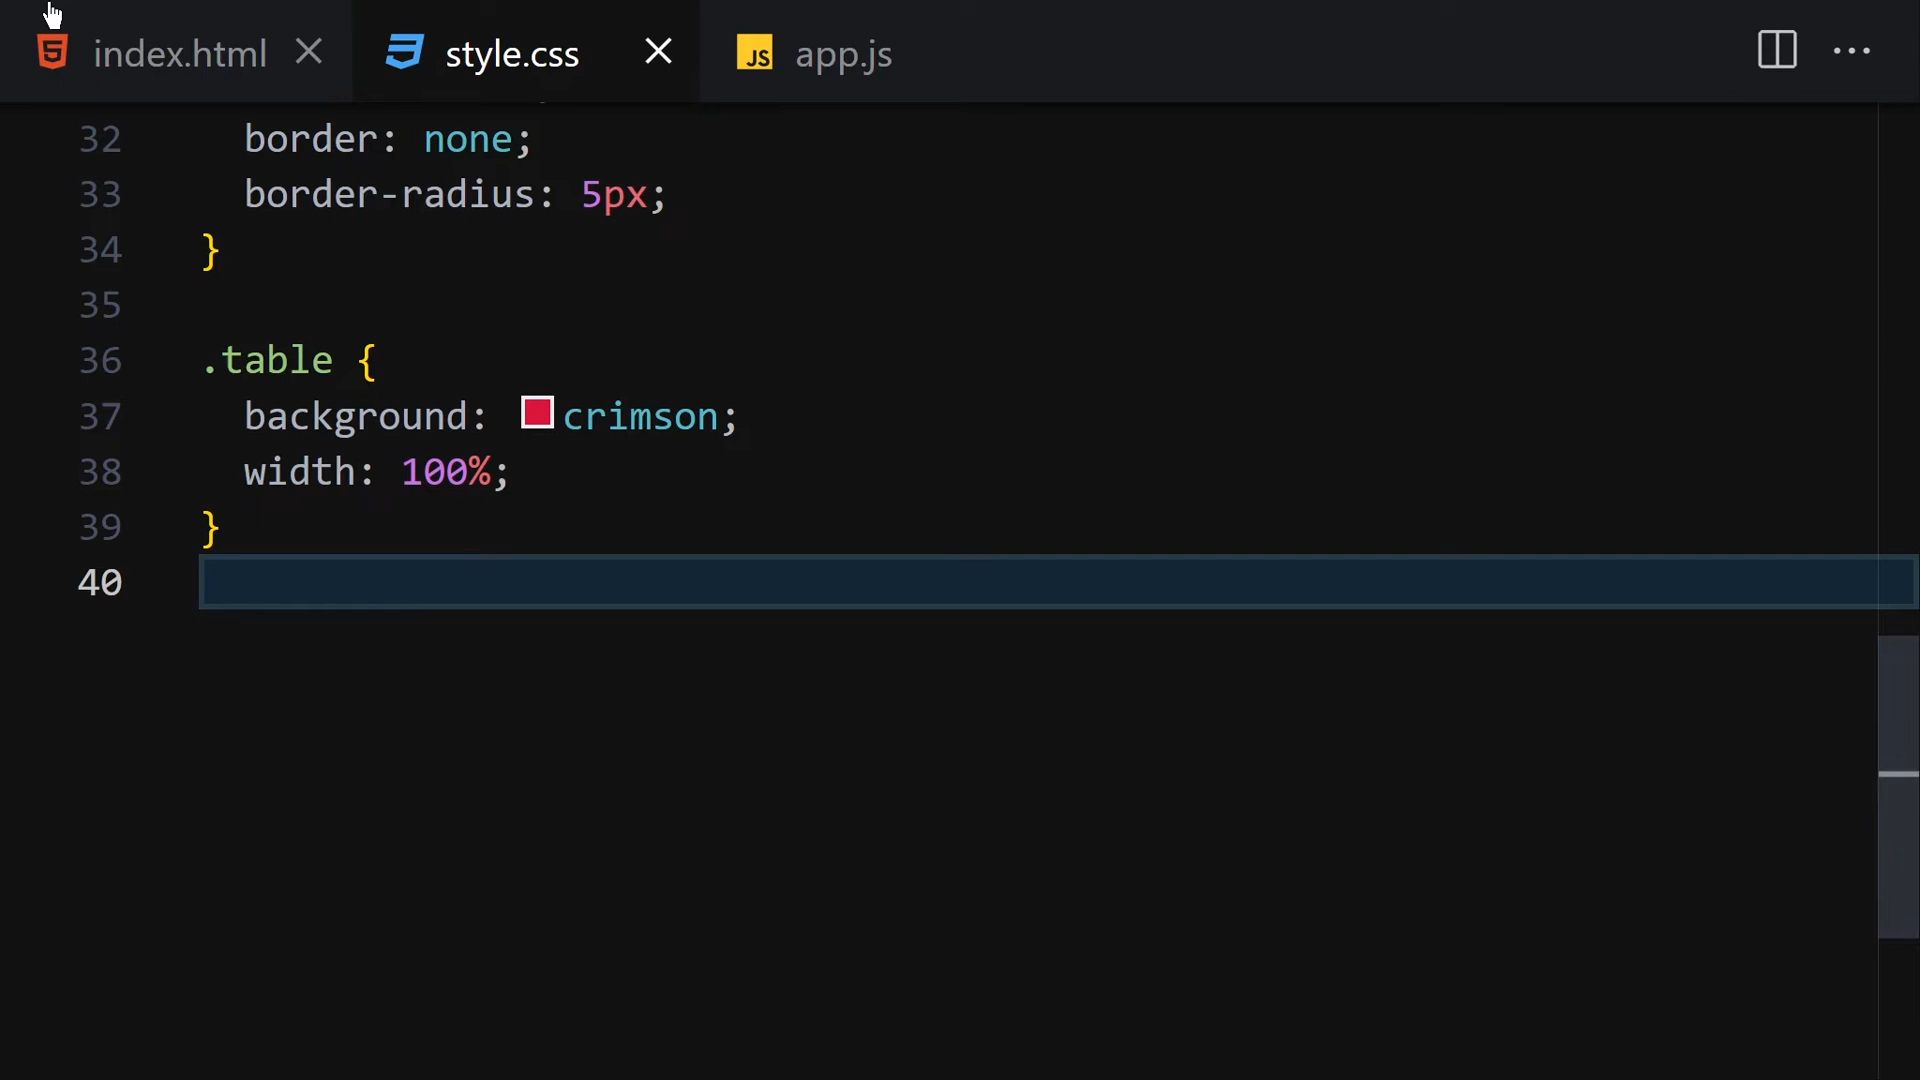 index.html
style.css
JS app.js
32 border: none;
33 border-radius: 5px;
34 }
35
36 .table {
37 background: crimson;
38 width: 100%;
39 }
40